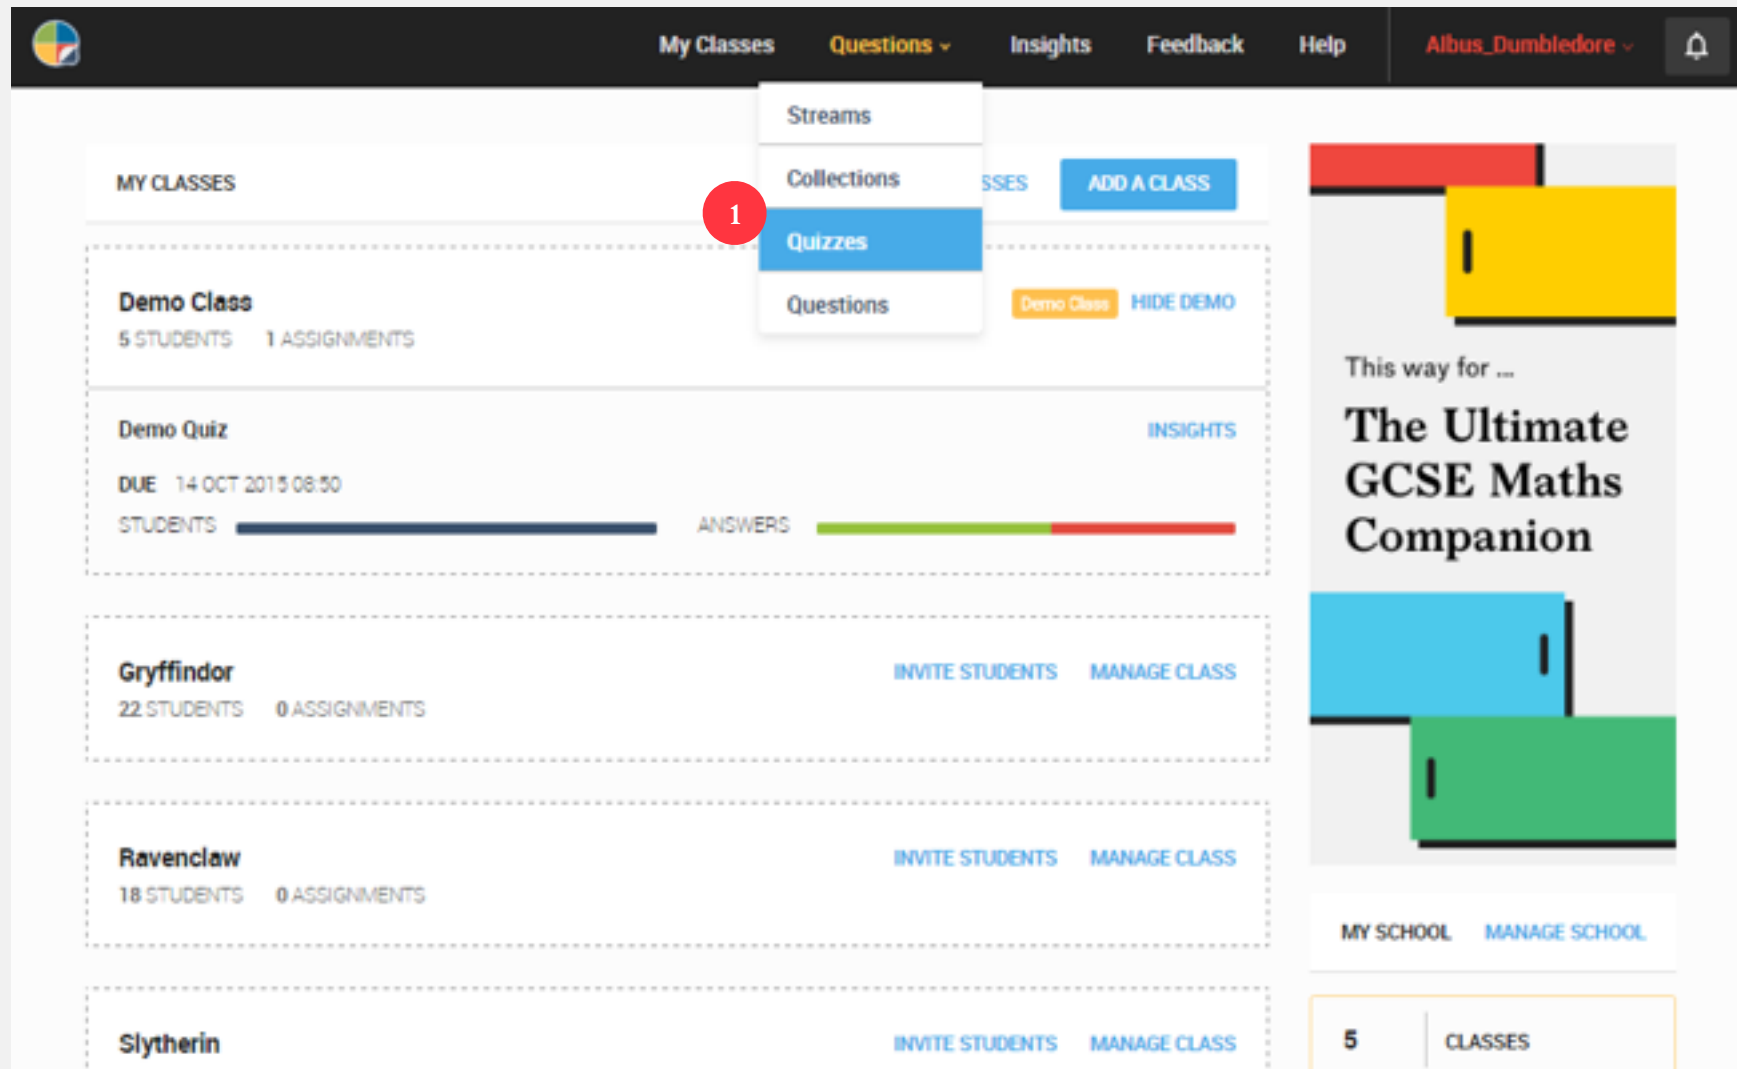 My Classes Questions Insights Feedback Help Albus_Dumbledore
Streams
Collections
Quizzes
Questions
1
MY CLASSES
SSES ADD A CLASS
Demo Class
5 STUDENTS 1 ASSIGNMENTS
Demo Class HIDE DEMO
Demo Quiz
INSIGHTS
DUE 14 OCT 2015 08:50
STUDENTS ANSWERS
Gryffindor
22 STUDENTS 0 ASSIGNMENTS
INVITE STUDENTS MANAGE CLASS
Ravenclaw
18 STUDENTS 0 ASSIGNMENTS
INVITE STUDENTS MANAGE CLASS
Slytherin
INVITE STUDENTS MANAGE CLASS
This way for ...
The Ultimate
GCSE Maths
Companion
MY SCHOOL MANAGE SCHOOL
5 CLASSES